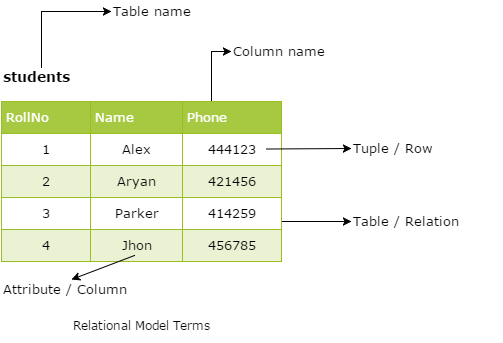 Table name
Column name
students
RollNo Name Phone
1 Alex 444123
Tuple / Row
2 Aryan 421456
3 Parker 414259
Table / Relation
4 Jhon 456785
Attribute / Column
Relational Model Terms